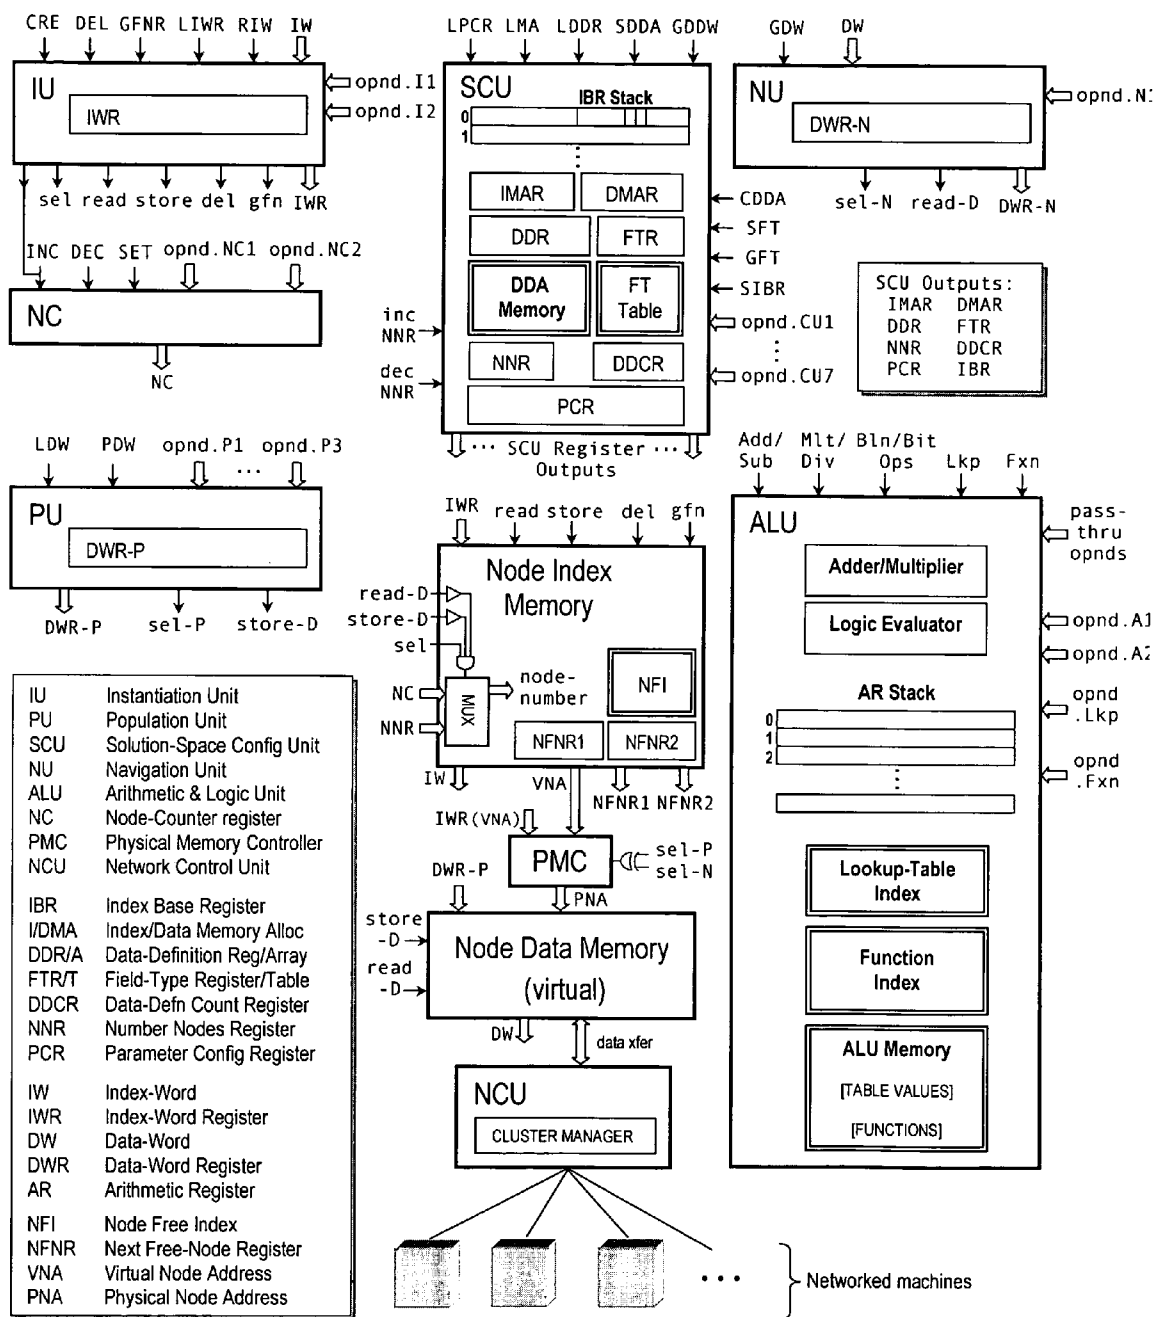 CRE DEL GFNR LIWR RIW IW
IU
IWR
opnd.I1
opnd.I2
sel read store del gfn IWR
INC DEC SET opnd.NC1 opnd.NC2
NC
NC
LPCR LMA LDDR SDDA GDDW
SCU
IBR Stack
0
1
IMAR DMAR
DDR FTR
DDA
Memory
FT
Table
NNR DDCR
PCR
inc
NNR
dec
NNR
CDDA
SFT
GFT
SIBR
opnd.CU1
opnd.CU7
··· SCU Register ···
Outputs
GDW DW
NU
DWR-N
opnd.N1
sel-N read-D DWR-N
SCU Outputs:
IMAR DMAR
DDR FTR
NNR DDCR
PCR IBR
LDW PDW opnd.P1 ... opnd.P3
PU
DWR-P
DWR-P sel-P store-D
IWR read store del gfn
Node Index
Memory
read-D
store-D
sel
NC
NNR
MUX
node-
number
NFI
NFNR1 NFNR2
IW VNA NFNR1 NFNR2
IWR(VNA)
PMC
sel-P
sel-N
DWR-P
PNA
store
-D
read
-D
Node Data Memory
(virtual)
DW data xfer
NCU
CLUSTER MANAGER
...
Networked machines
Add/
Sub
Mlt/
Div
Bln/Bit
Ops
Lkp Fxn
ALU
pass-
thru
opnds
Adder/Multiplier
Logic Evaluator
opnd.A1
opnd.A2
AR Stack
0
1
2
opnd
.Lkp
opnd
.Fxn
Lookup-Table
Index
Function
Index
ALU Memory
[TABLE VALUES]
[FUNCTIONS]
IU Instantiation Unit
PU Population Unit
SCU Solution-Space Config Unit
NU Navigation Unit
ALU Arithmetic & Logic Unit
NC Node-Counter register
PMC Physical Memory Controller
NCU Network Control Unit
IBR Index Base Register
I/DMA Index/Data Memory Alloc
DDR/A Data-Definition Reg/Array
FTR/T Field-Type Register/Table
DDCR Data-Defn Count Register
NNR Number Nodes Register
PCR Parameter Config Register
IW Index-Word
IWR Index-Word Register
DW Data-Word
DWR Data-Word Register
AR Arithmetic Register
NFI Node Free Index
NFNR Next Free-Node Register
VNA Virtual Node Address
PNA Physical Node Address